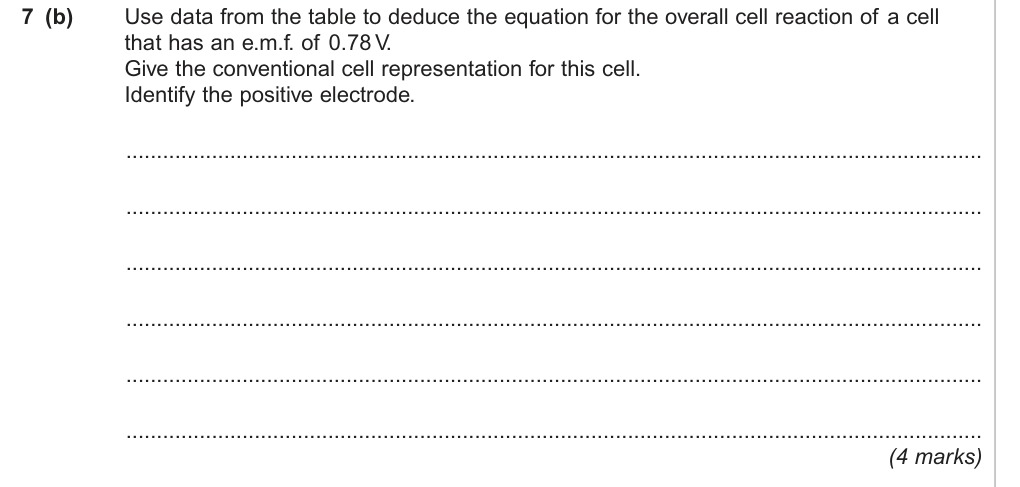 7 (b) Use data from the table to deduce the equation for the overall cell reaction of a cell
that has an e.m.f. of 0.78 V.
Give the conventional cell representation for this cell.
Identify the positive electrode.
(4 marks)